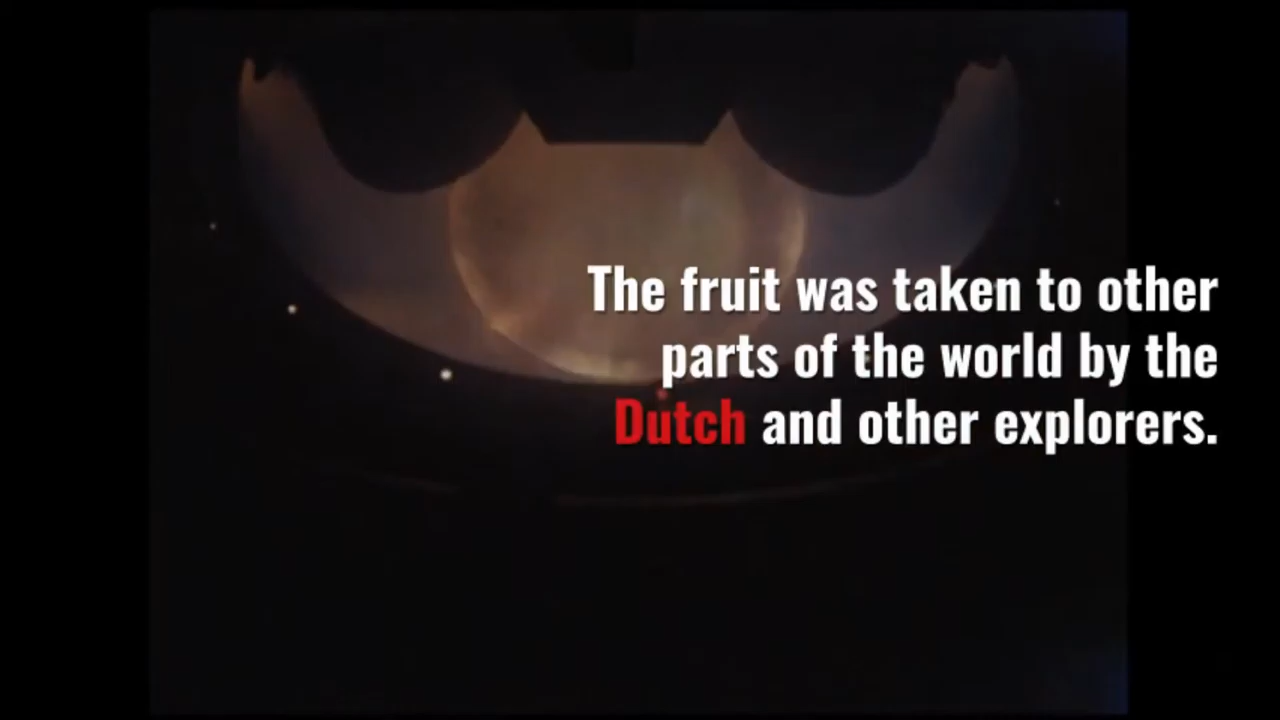 The fruit was taken to other
parts of the world by the
Dutch and other explorers.